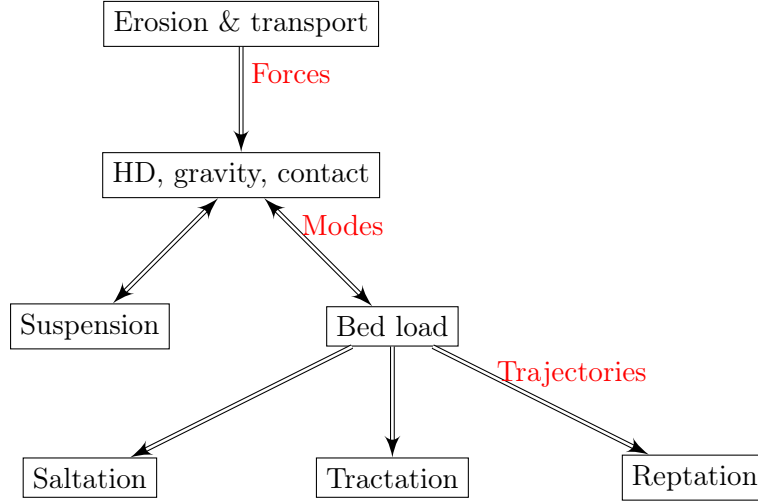 Erosion & transport
Forces
HD, gravity, contact
Modes
Suspension
Bed load
Trajectories
Saltation
Tractation
Reptation